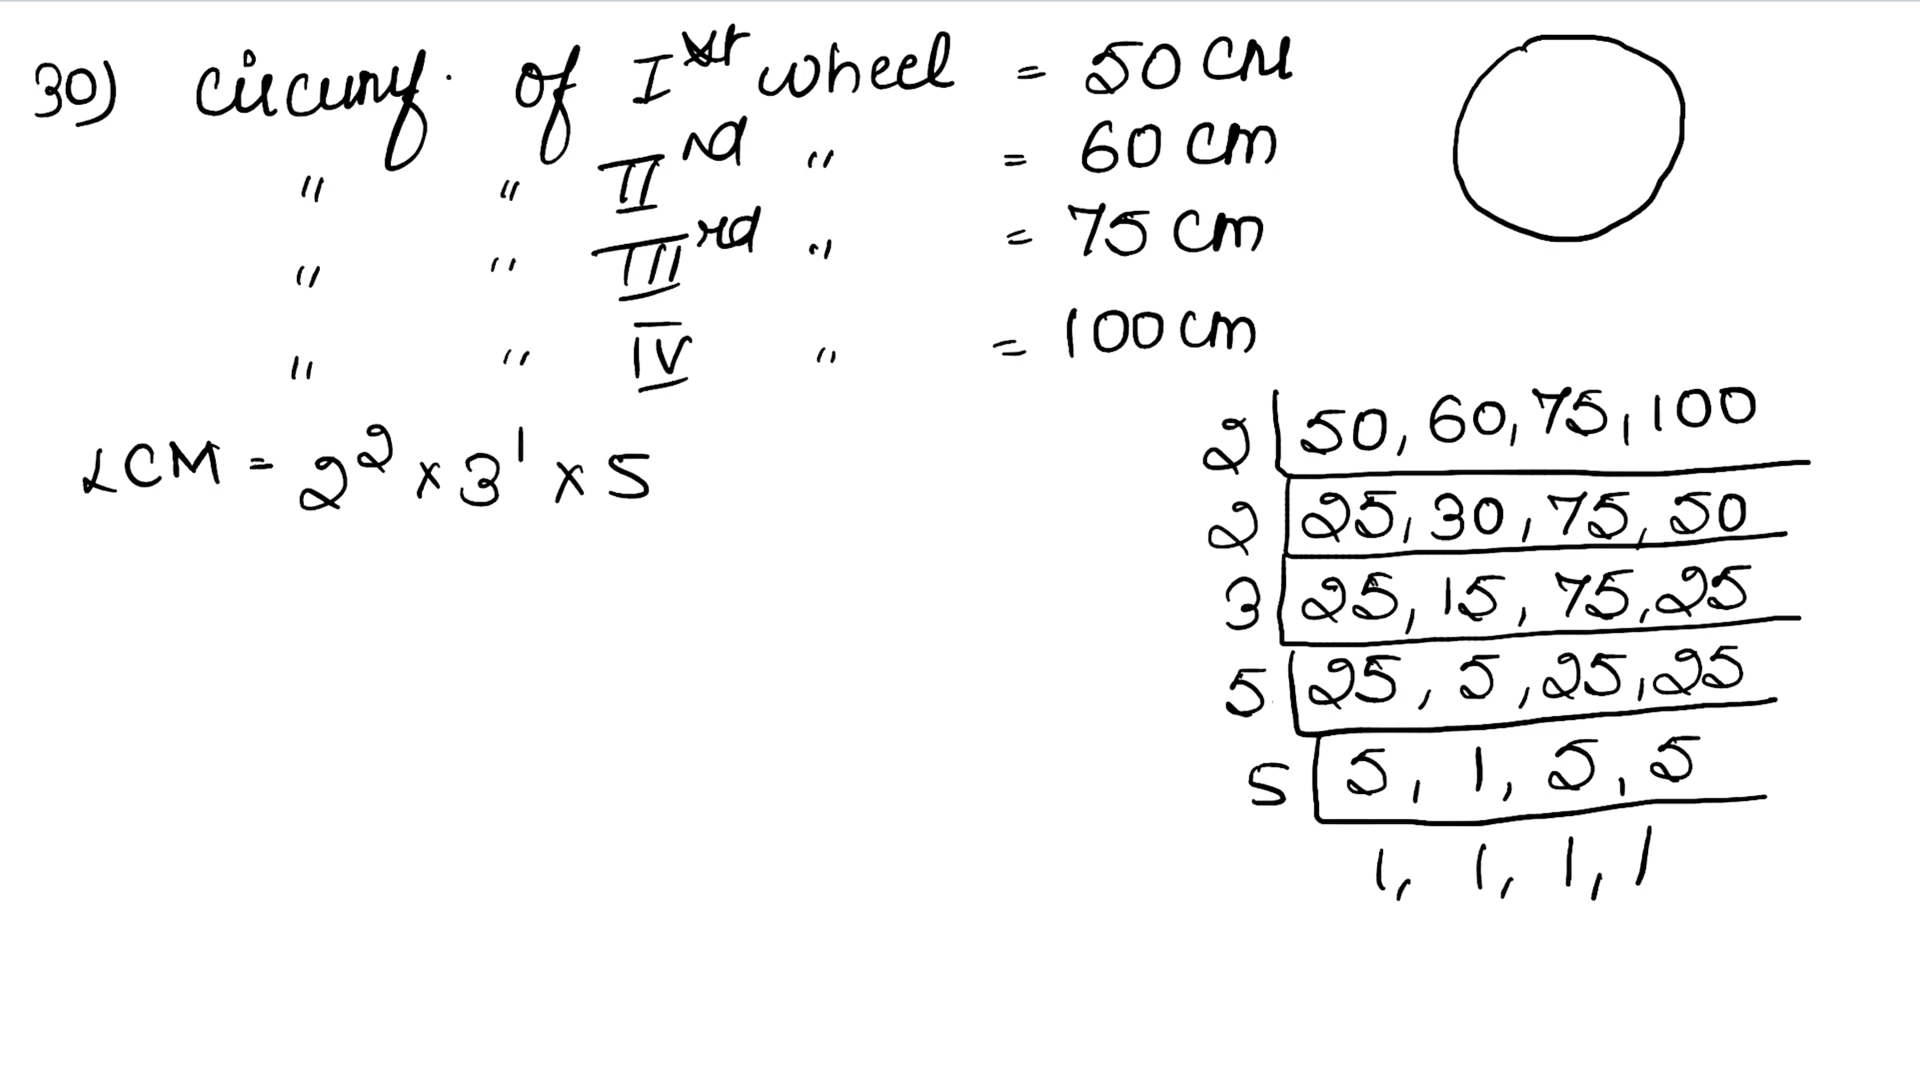 30) circumf. of Ist wheel = 50 cm
" " IInd " = 60 cm
" " IIIrd " = 75 cm
" " IV " = 100 cm
LCM = 2² × 3¹ × 5
2 | 50, 60, 75, 100
2 | 25, 30, 75, 50
3 | 25, 15, 75, 25
5 | 25, 5, 25, 25
5 | 5, 1, 5, 5
1, 1, 1, 1